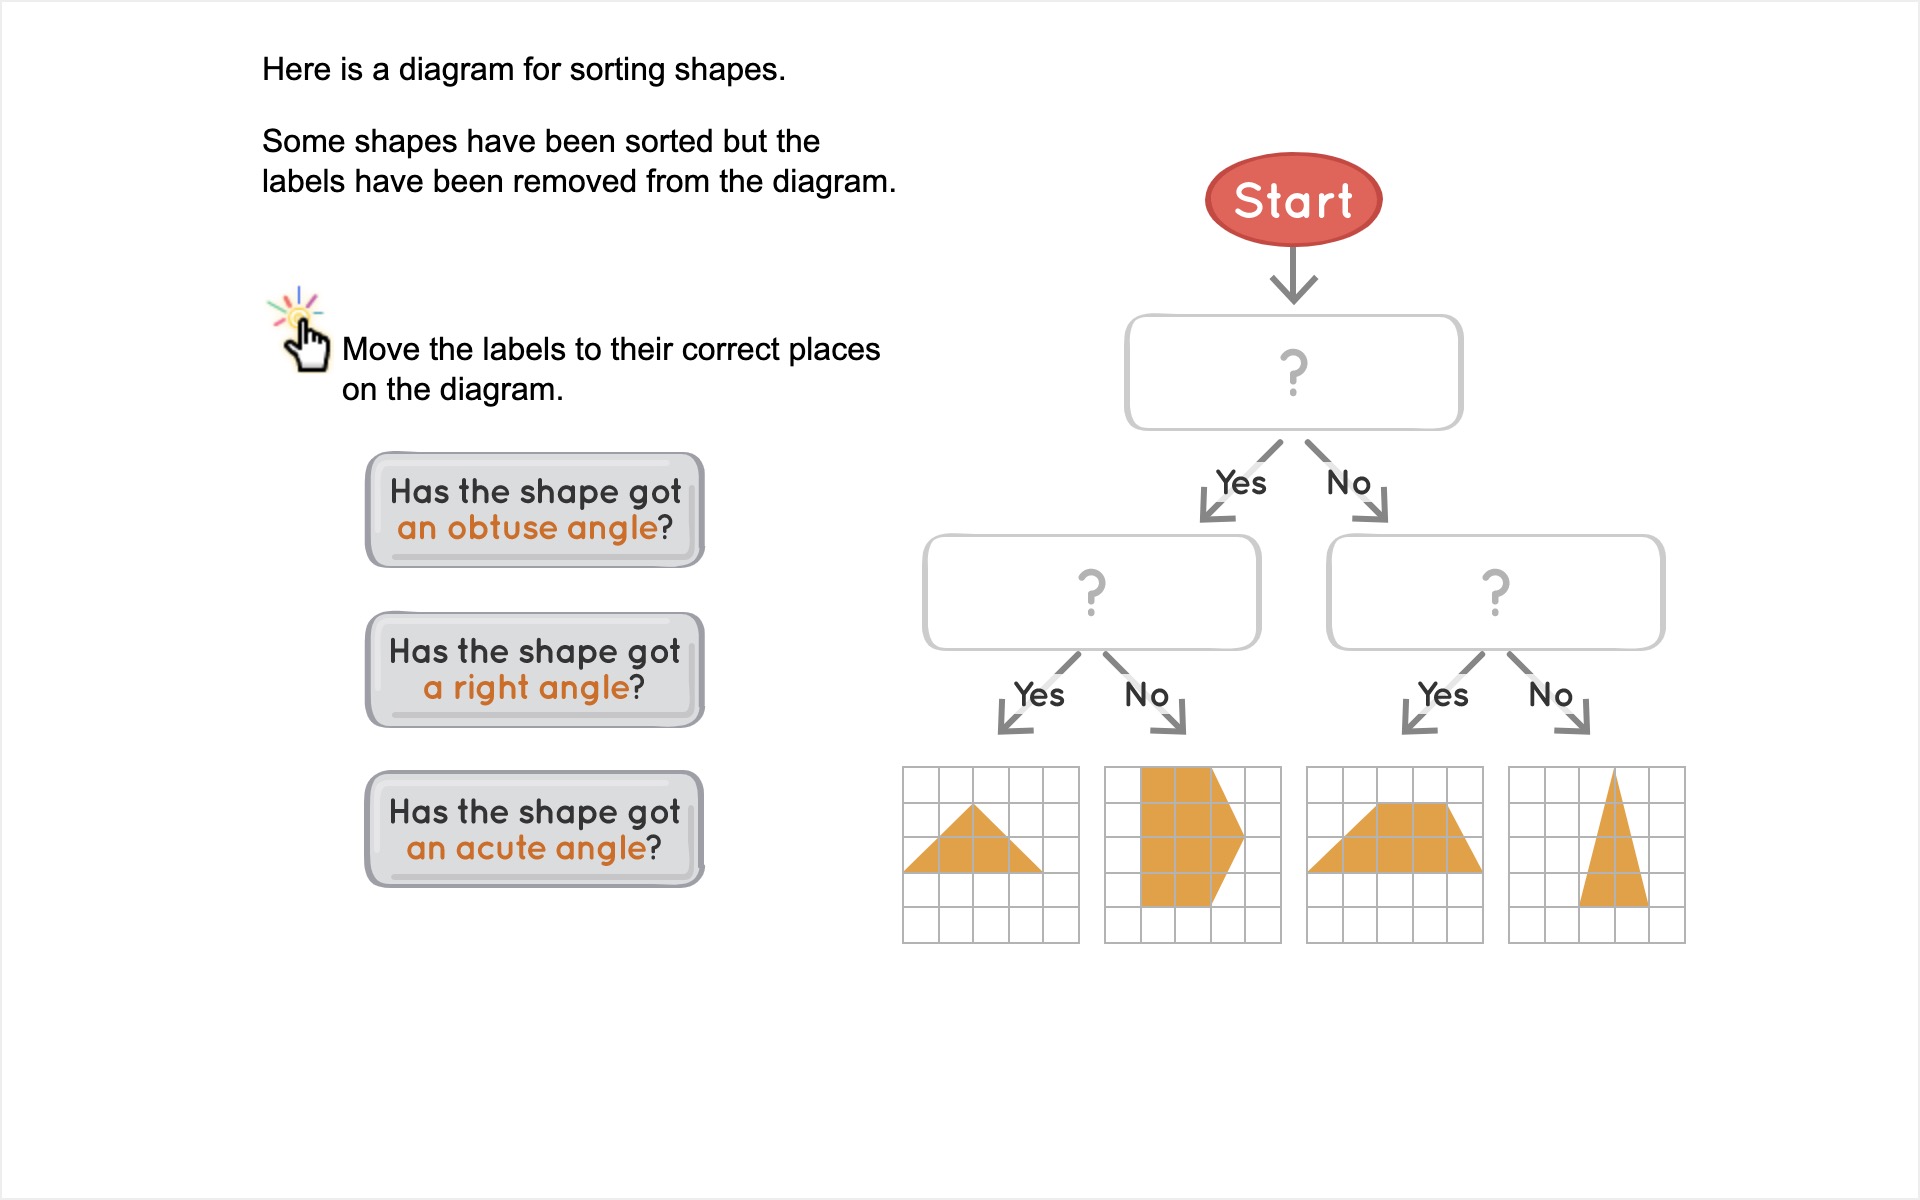 Here is a diagram for sorting shapes.
Some shapes have been sorted but the
labels have been removed from the diagram.
Move the labels to their correct places
on the diagram.
Has the shape got
an obtuse angle?
Has the shape got
a right angle?
Has the shape got
an acute angle?
Start
?
Yes No
? ?
Yes No Yes No